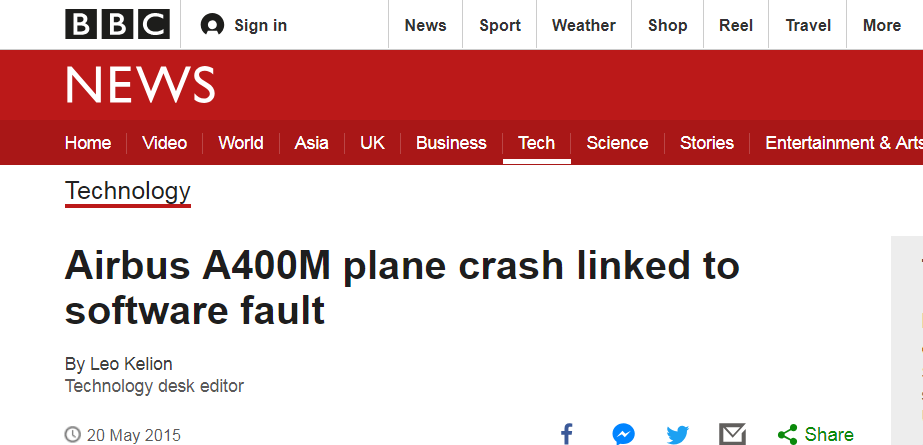 BBC Sign in News Sport Weather Shop Reel Travel More
NEWS
Home Video World Asia UK Business Tech Science Stories Entertainment & Arts
Technology
Airbus A400M plane crash linked to
software fault
By Leo Kelion
Technology desk editor
20 May 2015 Share